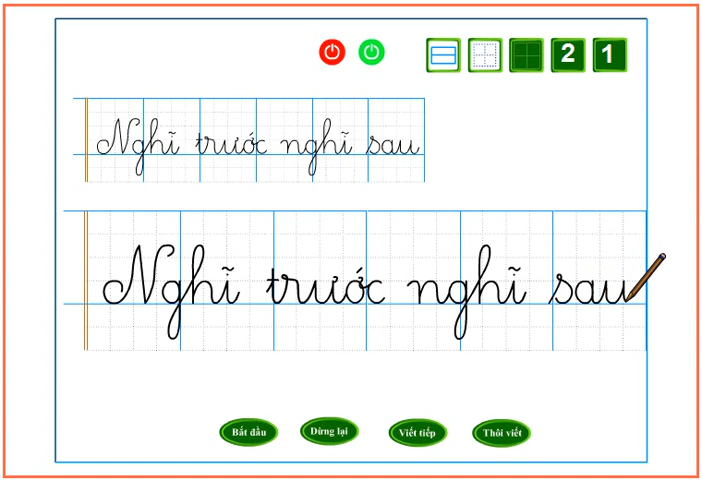 2 1
Nghĩ trước nghĩ sau
Nghĩ trước nghĩ sau
Bắt đầu Dừng lại Viết tiếp Thôi viết